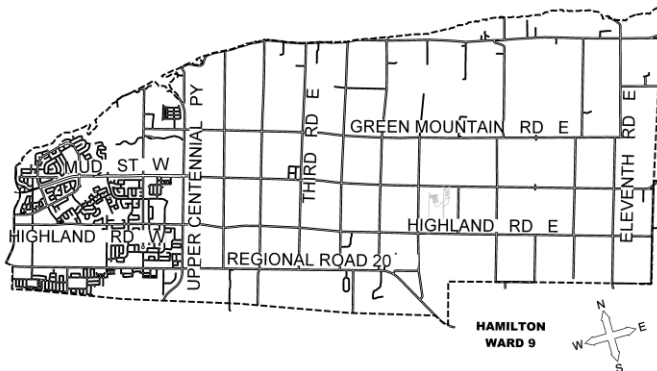 GREEN MOUNTAIN RD E
MUD ST W
UPPER CENTENNIAL PY
THIRD RD E
ELEVENTH RD E
HIGHLAND RD W
HIGHLAND RD E
REGIONAL ROAD 20
HAMILTON
WARD 9
N
W E
S